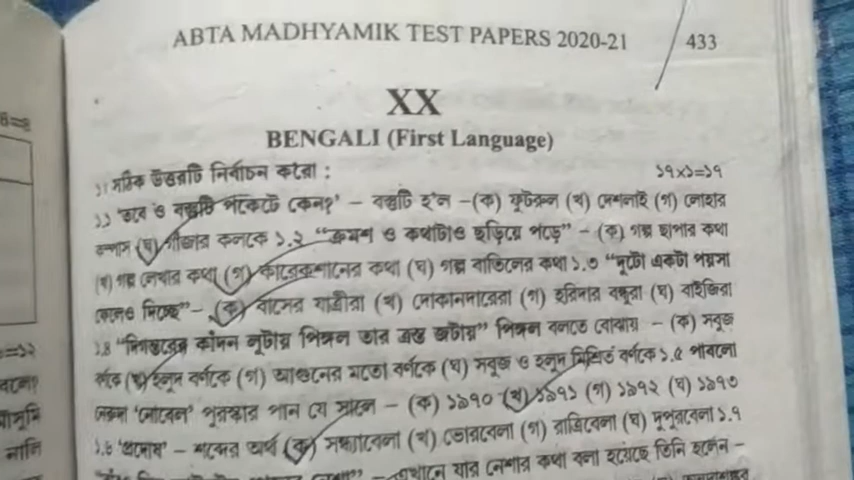 ABTA MADHYAMIK TEST PAPERS 2020-21 433
XX
BENGALI (First Language)
১। সঠিক উত্তরটি নির্বাচন করো : ১৭×১=১৭
১.১ 'তবে ও বস্তুটি পকেটে কেন?' – বস্তুটি হ'ল –(ক) ফুটরুল (খ) দেশলাই (গ) লোহার
কম্পাস (ঘ) গাঁজার কলকে ১.২ "ক্রমশ ও কথাটাও ছড়িয়ে পড়ে" – (ক) গল্প ছাপার কথা
(খ) গল্প লেখার কথা (গ) কারেকশানের কথা (ঘ) গল্প বাতিলের কথা ১.৩ "দুটো একটা পয়সা
ফেলেও দিচ্ছে"– (ক) বাসের যাত্রীরা (খ) দোকানদারেরা (গ) হরিদার বন্ধুরা (ঘ) বাইজিরা
১.৪ "দিগন্তরের কাঁদন লুটায় পিঙ্গল তার ত্রস্ত জটায়" পিঙ্গল বলতে বোঝায় – (ক) সবুজ
বর্ণকে (খ) হলুদ বর্ণকে (গ) আগুনের মতো বর্ণকে (ঘ) সবুজ ও হলুদ মিশ্রিত বর্ণকে ১.৫ পাবলো
নেরুদা 'নোবেল' পুরস্কার পান যে সালে – (ক) ১৯৭০ (খ) ১৯৭১ (গ) ১৯৭২ (ঘ) ১৯৭৩
১.৬ 'প্রদোষ' – শব্দের অর্থ (ক) সন্ধ্যাবেলা (খ) ভোরবেলা (গ) রাত্রিবেলা (ঘ) দুপুরবেলা ১.৭
এখানে যার নেশার কথা বলা হয়েছে তিনি হলেন –